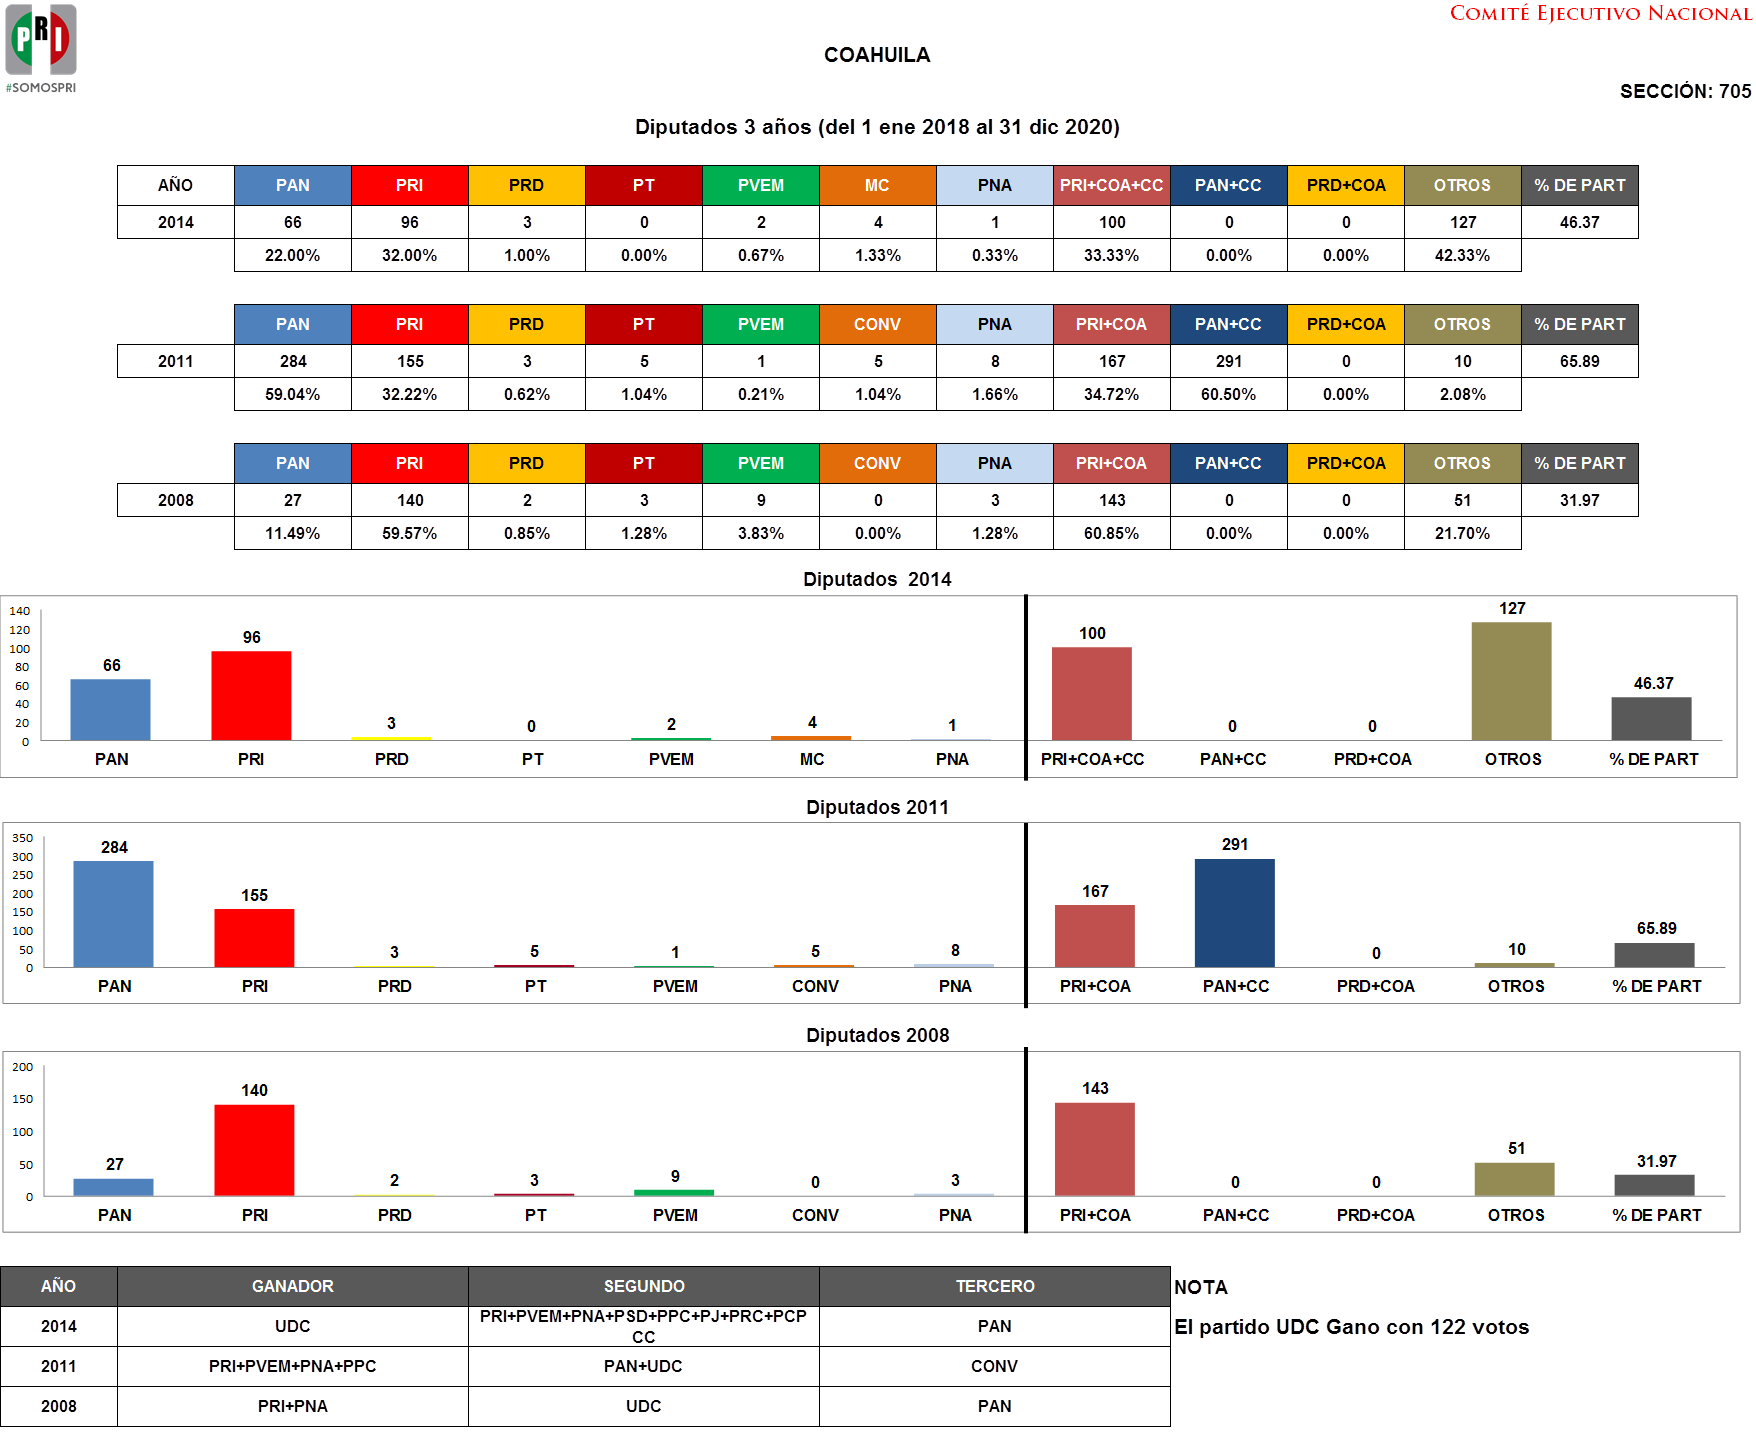 PRI
#SOMOSPRI
COMITÉ EJECUTIVO NACIONAL
COAHUILA
SECCIÓN: 705
Diputados 3 años (del 1 ene 2018 al 31 dic 2020)
AÑO PAN PRI PRD PT PVEM MC PNA PRI+COA+CC PAN+CC PRD+COA OTROS % DE PART
2014 66 96 3 0 2 4 1 100 0 0 127 46.37
22.00% 32.00% 1.00% 0.00% 0.67% 1.33% 0.33% 33.33% 0.00% 0.00% 42.33%
PAN PRI PRD PT PVEM CONV PNA PRI+COA PAN+CC PRD+COA OTROS % DE PART
2011 284 155 3 5 1 5 8 167 291 0 10 65.89
59.04% 32.22% 0.62% 1.04% 0.21% 1.04% 1.66% 34.72% 60.50% 0.00% 2.08%
PAN PRI PRD PT PVEM CONV PNA PRI+COA PAN+CC PRD+COA OTROS % DE PART
2008 27 140 2 3 9 0 3 143 0 0 51 31.97
11.49% 59.57% 0.85% 1.28% 3.83% 0.00% 1.28% 60.85% 0.00% 0.00% 21.70%
Diputados 2014
140
120
100
80
60
40
20
0
66 96 3 0 2 4 1 100 0 0 127 46.37
PAN PRI PRD PT PVEM MC PNA PRI+COA+CC PAN+CC PRD+COA OTROS % DE PART
Diputados 2011
350
300
250
200
150
100
50
0
284 155 3 5 1 5 8 167 291 0 10 65.89
PAN PRI PRD PT PVEM CONV PNA PRI+COA PAN+CC PRD+COA OTROS % DE PART
Diputados 2008
200
150
100
50
0
27 140 2 3 9 0 3 143 0 0 51 31.97
PAN PRI PRD PT PVEM CONV PNA PRI+COA PAN+CC PRD+COA OTROS % DE PART
AÑO GANADOR SEGUNDO TERCERO
2014 UDC PRI+PVEM+PNA+PSD+PPC+PJ+PRC+PCP
CC PAN
2011 PRI+PVEM+PNA+PPC PAN+UDC CONV
2008 PRI+PNA UDC PAN
NOTA
El partido UDC Gano con 122 votos